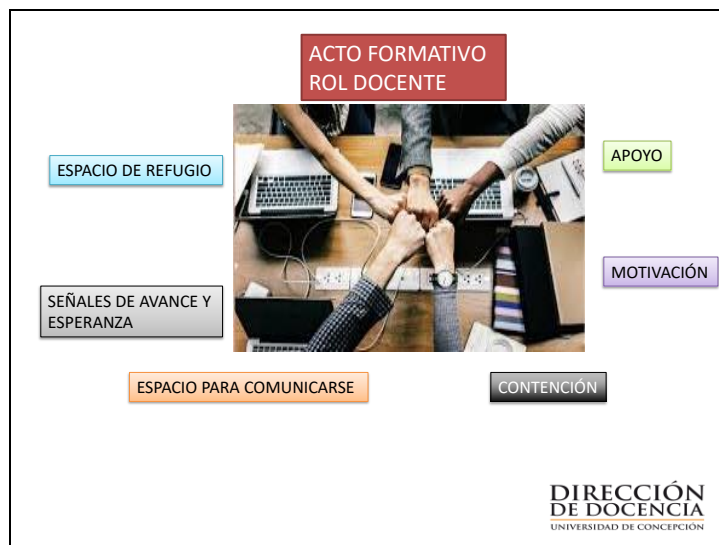 ACTO FORMATIVO
ROL DOCENTE
ESPACIO DE REFUGIO
APOYO
MOTIVACIÓN
SEÑALES DE AVANCE Y
ESPERANZA
ESPACIO PARA COMUNICARSE
CONTENCIÓN
DIRECCIÓN
DE DOCENCIA
UNIVERSIDAD DE CONCEPCIÓN